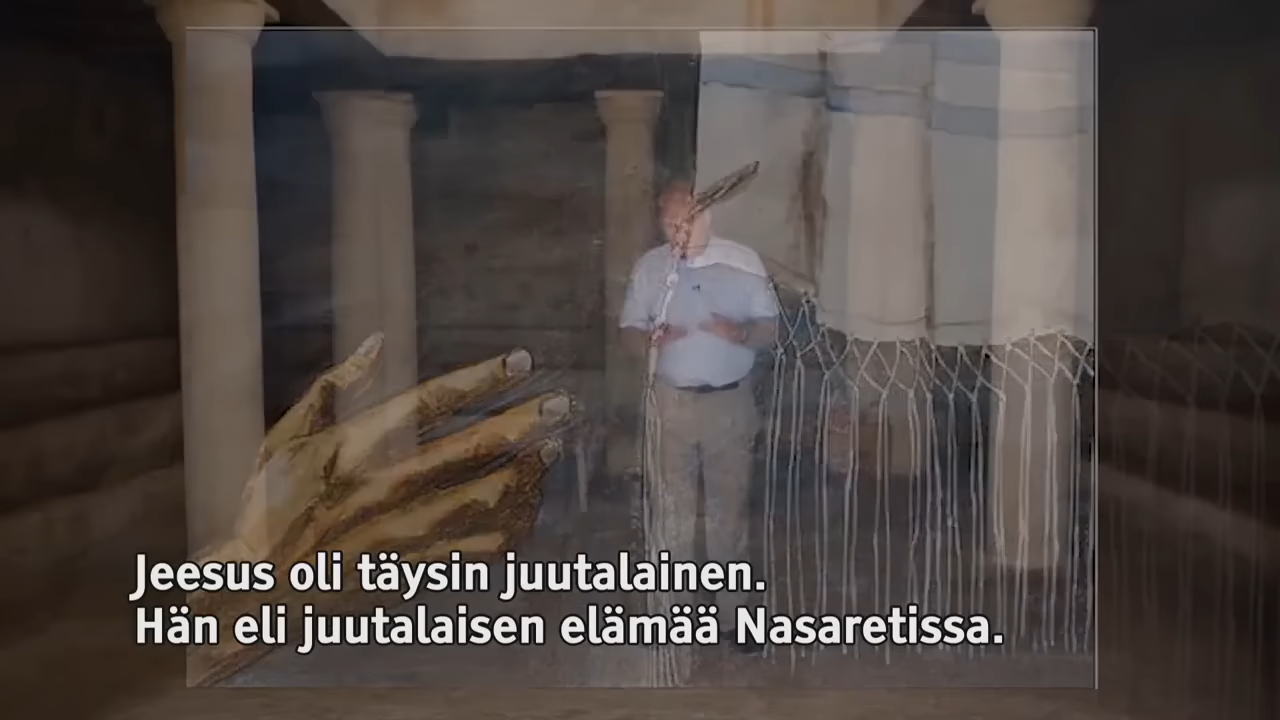 Jeesus oli täysin juutalainen.
Hän eli juutalaisen elämää Nasaretissa.